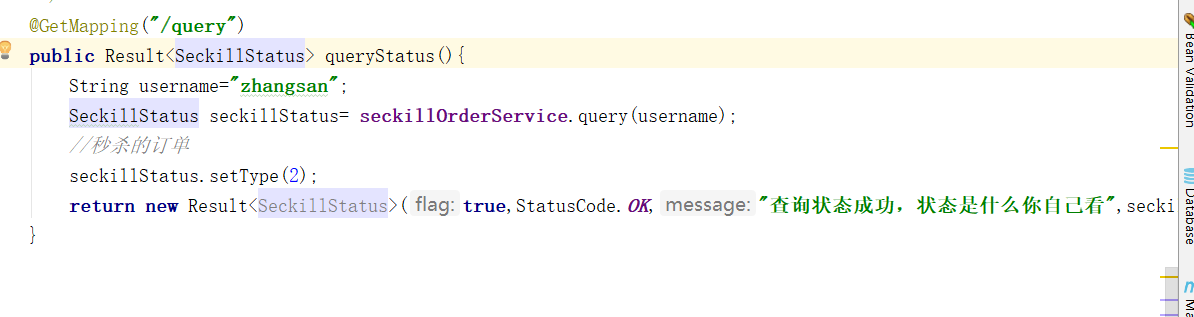 @GetMapping("/query")
public Result<SeckillStatus> queryStatus(){
String username="zhangsan";
SeckillStatus seckillStatus= seckillOrderService.query(username);
//秒杀的订单
seckillStatus.setType(2);
return new Result<SeckillStatus>( flag: true,StatusCode.OK, message: "查询状态成功，状态是什么你自己看",secki
}
Bean Validation
Database
Ma